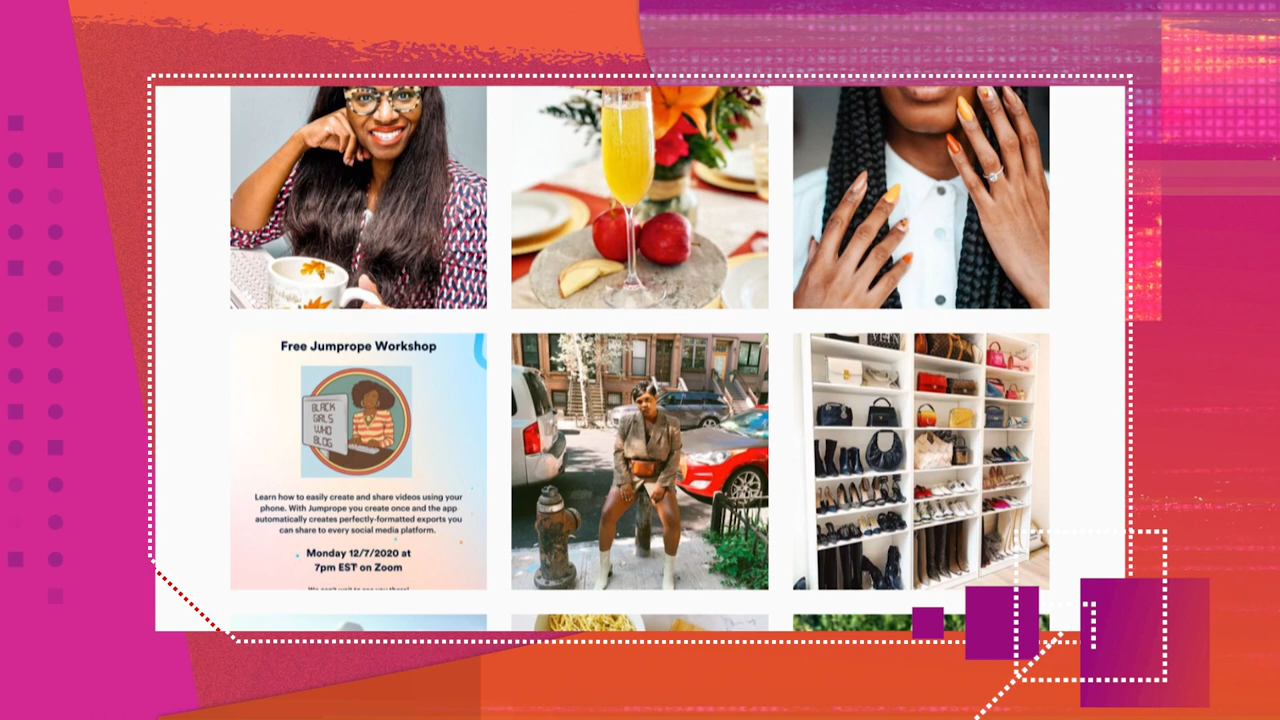 Free Jumprope Workshop
BLACK
GIRLS
WHO
BLOG
Learn how to easily create and share videos using your
phone. With Jumprope you create once and the app
automatically creates perfectly-formatted exports you
can share to every social media platform.
Monday 12/7/2020 at
7pm EST on Zoom